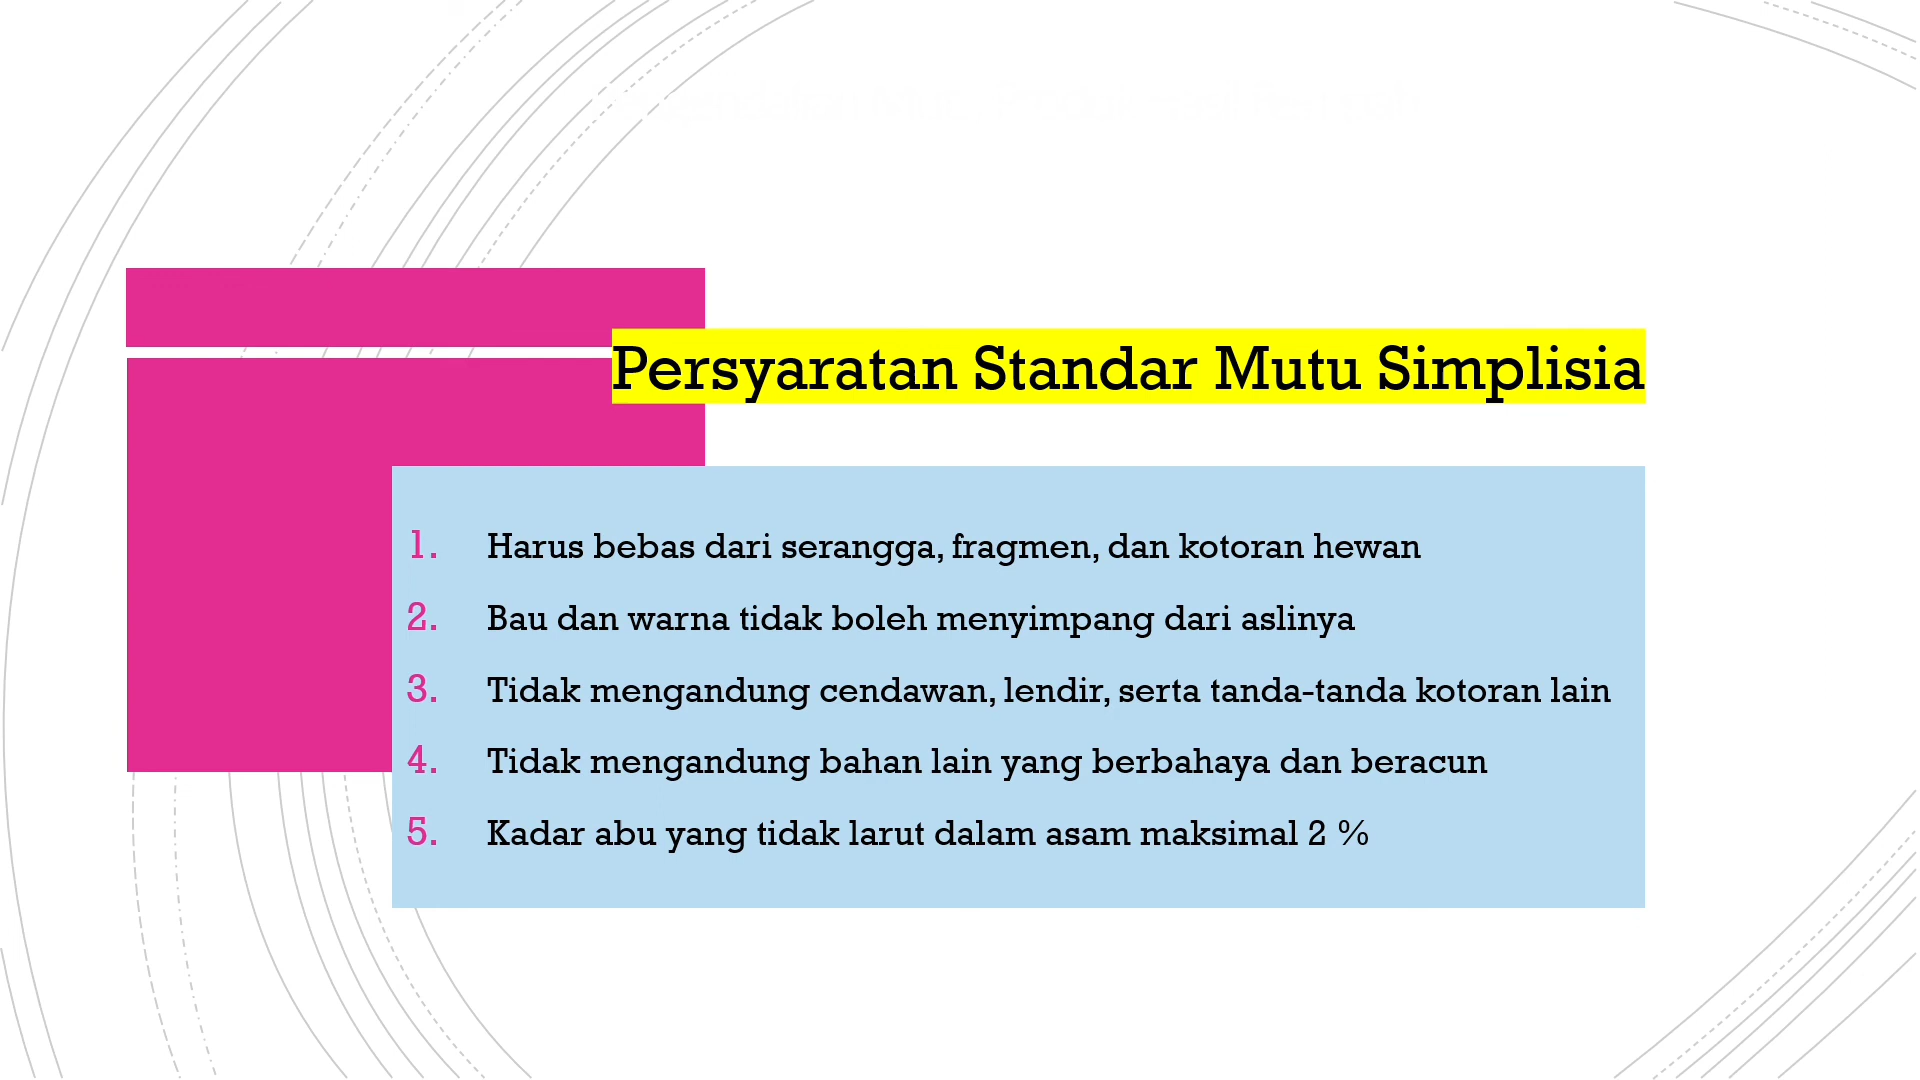 Persyaratan Standar Mutu Simplisia
1. Harus bebas dari serangga, fragmen, dan kotoran hewan
2. Bau dan warna tidak boleh menyimpang dari aslinya
3. Tidak mengandung cendawan, lendir, serta tanda-tanda kotoran lain
4. Tidak mengandung bahan lain yang berbahaya dan beracun
5. Kadar abu yang tidak larut dalam asam maksimal 2 %